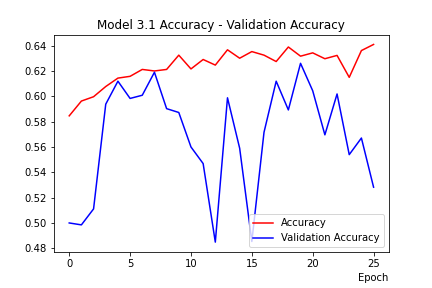 Model 3.1 Accuracy - Validation Accuracy
0.64
0.62
0.60
0.58
0.56
0.54
0.52
0.50
0.48
Accuracy
Validation Accuracy
0 5 10 15 20 25
Epoch